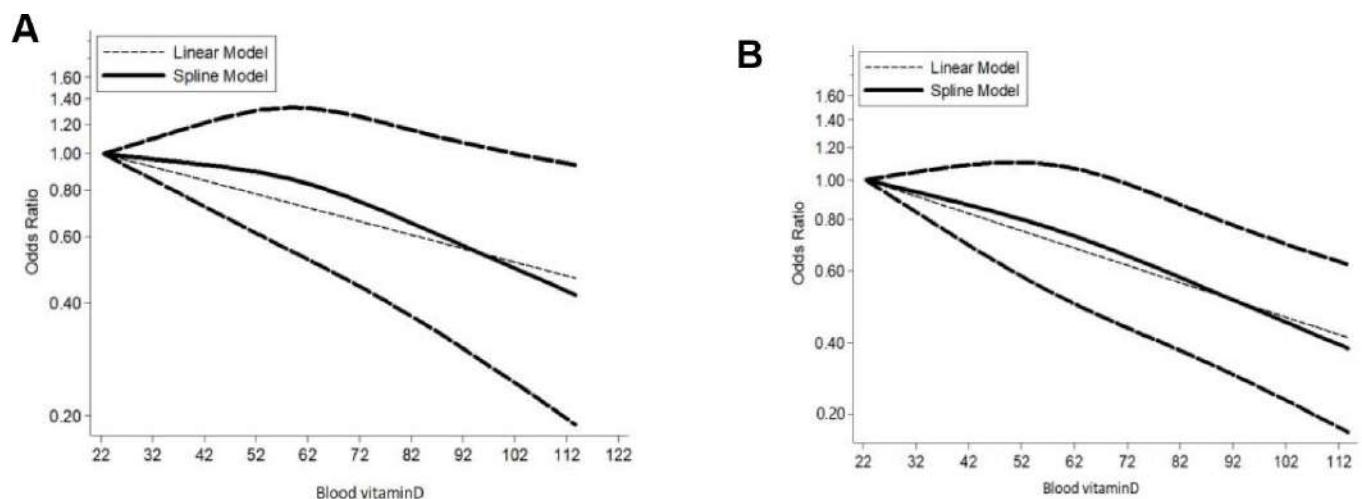 A
Linear Model
Spline Model
1.60
1.40
1.20
1.00
0.80
0.60
0.40
0.20
Odds Ratio
22 32 42 52 62 72 82 92 102 112 122
Blood vitaminD
B
Linear Model
Spline Model
1.60
1.40
1.20
1.00
0.80
0.60
0.40
0.20
Odds Ratio
22 32 42 52 62 72 82 92 102 112
Blood vitaminD